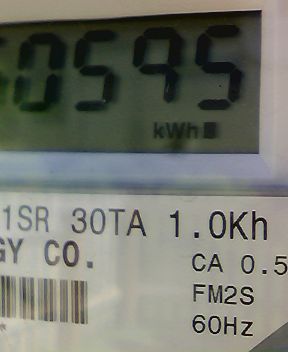 0595
kWh
1SR 30TA 1.0Kh
GY CO.
CA 0.5
FM2S
60Hz